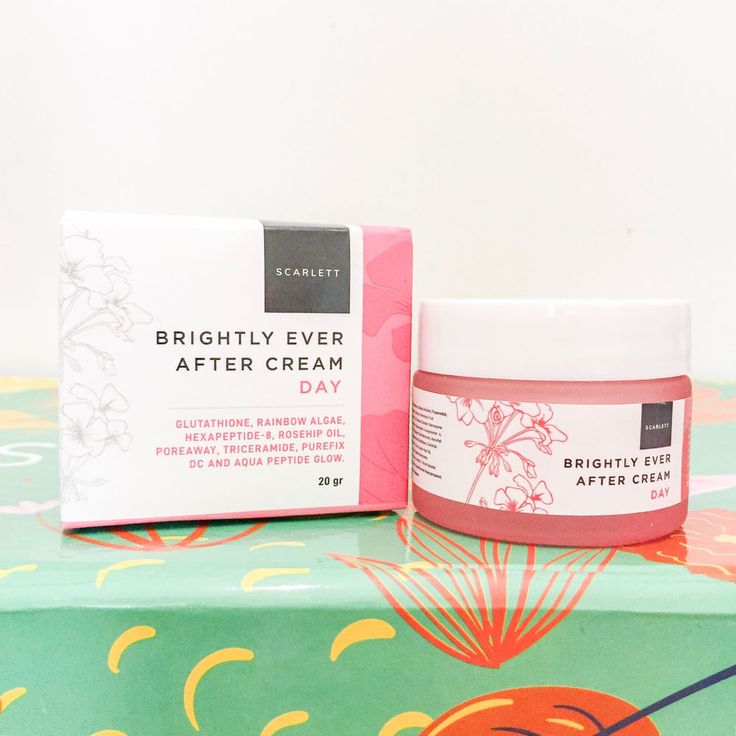 SCARLETT
BRIGHTLY EVER
AFTER CREAM
DAY
GLUTATHIONE, RAINBOW ALGAE,
HEXAPEPTIDE-8, ROSEHIP OIL,
POREAWAY, TRICERAMIDE, PUREFIX
DC AND AQUA PEPTIDE GLOW.
20 gr
SCARLETT
BRIGHTLY EVER
AFTER CREAM
DAY